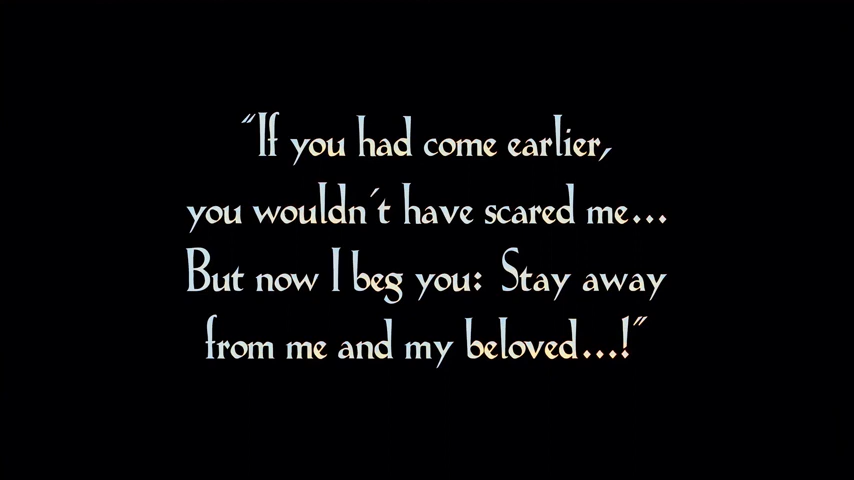 "If you had come earlier,
you wouldn´t have scared me...
But now I beg you: Stay away
from me and my beloved...!"